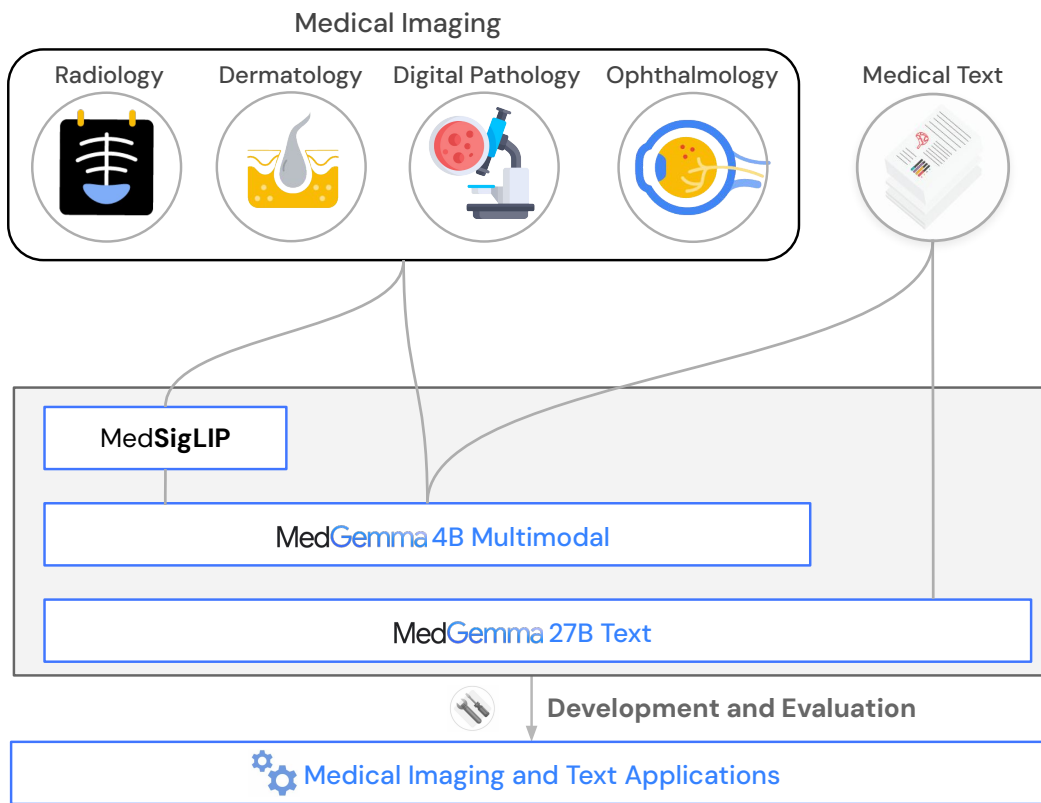 Medical Imaging
Radiology
Dermatology
Digital Pathology
Ophthalmology
Medical Text
MedSigLIP
MedGemma 4B Multimodal
MedGemma 27B Text
Development and Evaluation
Medical Imaging and Text Applications